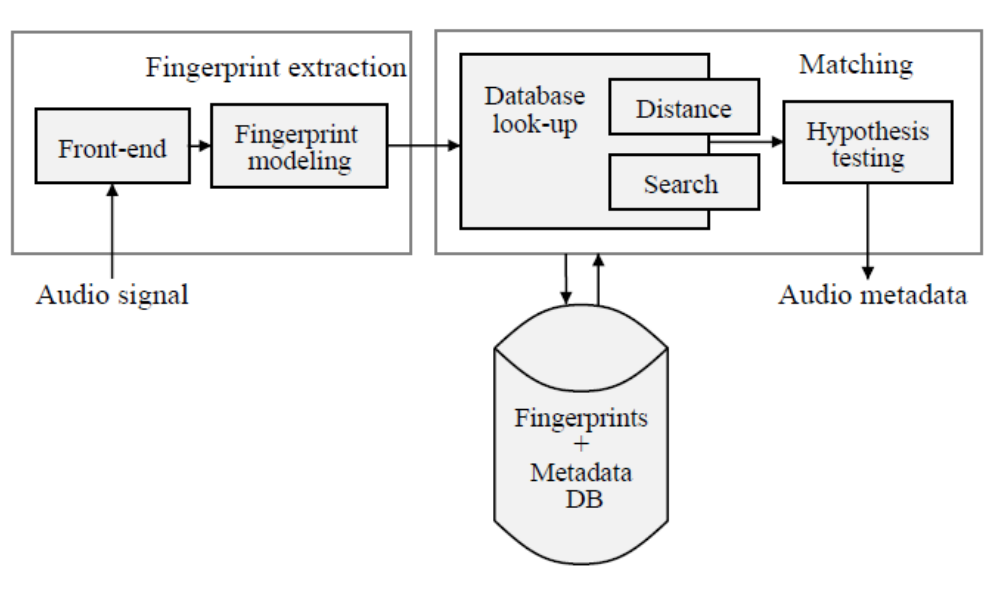 Fingerprint extraction
Front-end
Fingerprint
modeling
Audio signal
Matching
Database
look-up
Distance
Search
Hypothesis
testing
Audio metadata
Fingerprints
+
Metadata
DB